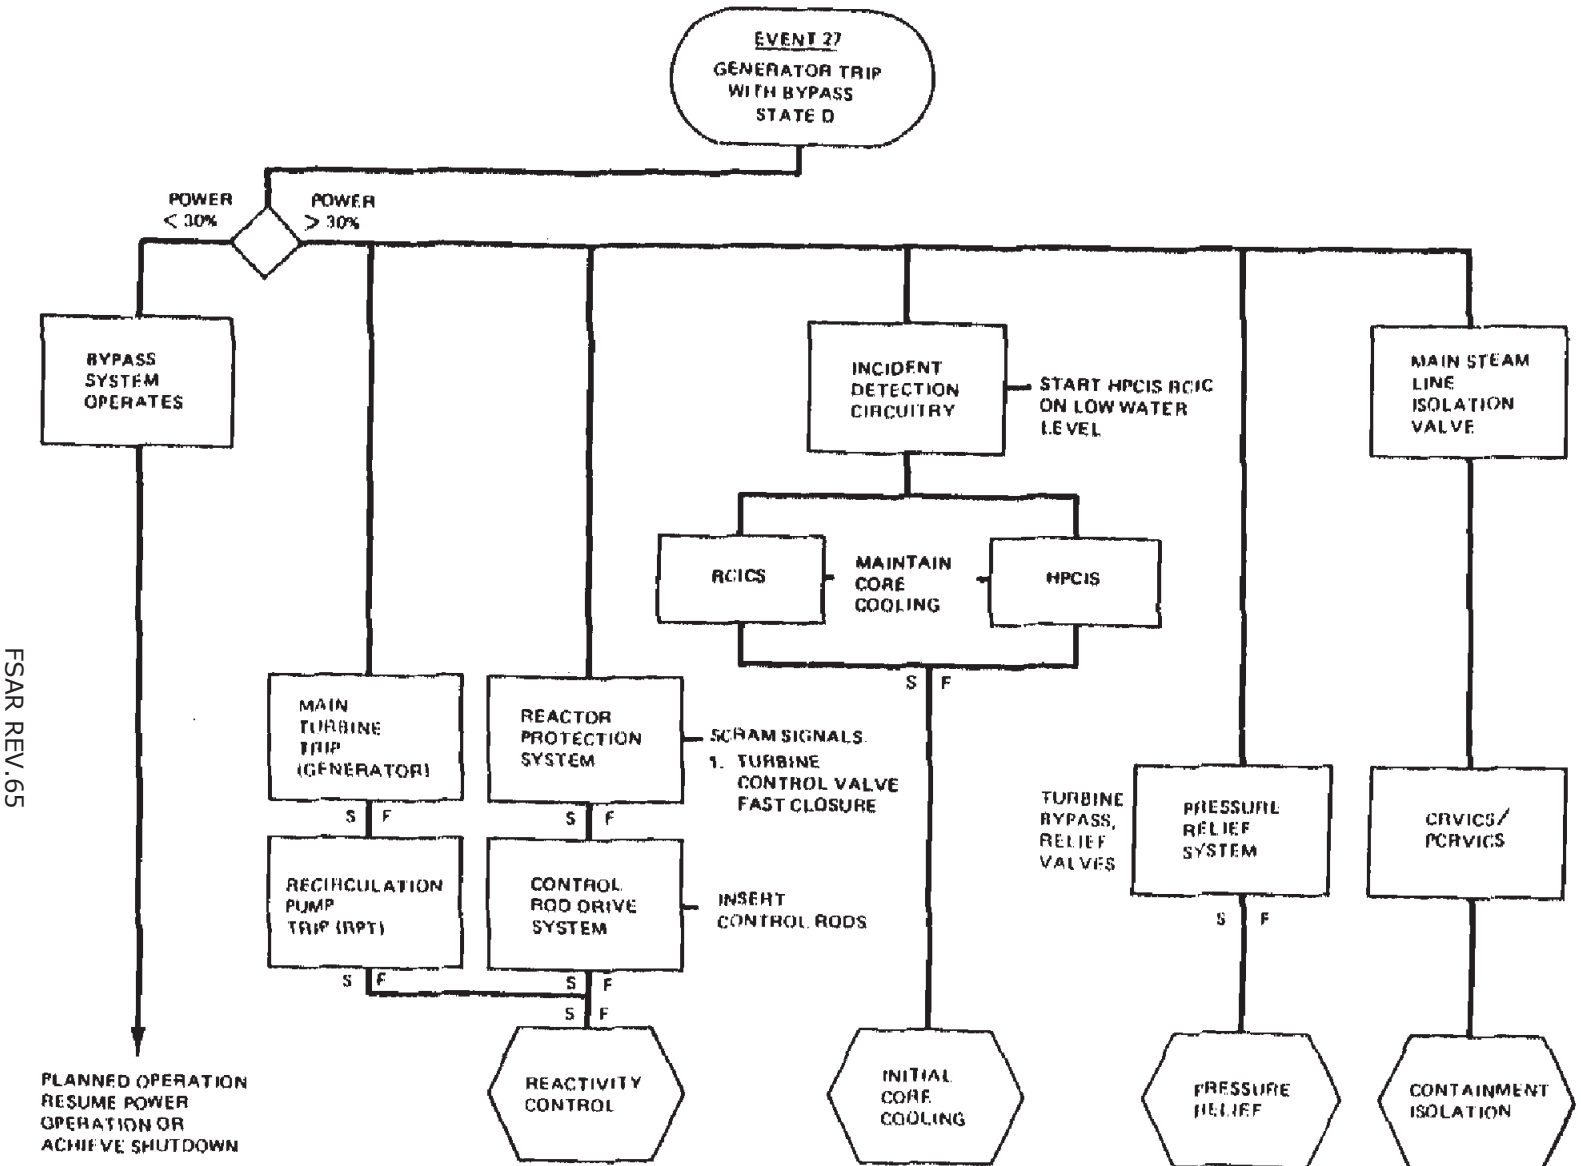 EVENT 27
GENERATOR TRIP
WITH BYPASS
STATE D
POWER
< 30%
POWER
> 30%
BYPASS
SYSTEM
OPERATES
INCIDENT
DETECTION
CIRCUITRY
START HPCIS RCIC
ON LOW WATER
LEVEL
MAIN STEAM
LINE
ISOLATION
VALVE
RCICS
MAINTAIN
CORE
COOLING
HPCIS
S F
MAIN
TURBINE
TRIP
(GENERATOR)
REACTOR
PROTECTION
SYSTEM
SCRAM SIGNALS
1. TURBINE
CONTROL VALVE
FAST CLOSURE
S F
S F
TURBINE
BYPASS,
RELIEF
VALVES
PRESSURE
RELIEF
SYSTEM
CRVICS/
PCRVICS
RECIRCULATION
PUMP
TRIP (RPT)
CONTROL
ROD DRIVE
SYSTEM
INSERT
CONTROL RODS
S F
S F
S F
S F
PLANNED OPERATION
RESUME POWER
OPERATION OR
ACHIEVE SHUTDOWN
REACTIVITY
CONTROL
INITIAL
CORE
COOLING
PRESSURE
RELIEF
CONTAINMENT
ISOLATION
FSAR REV.65